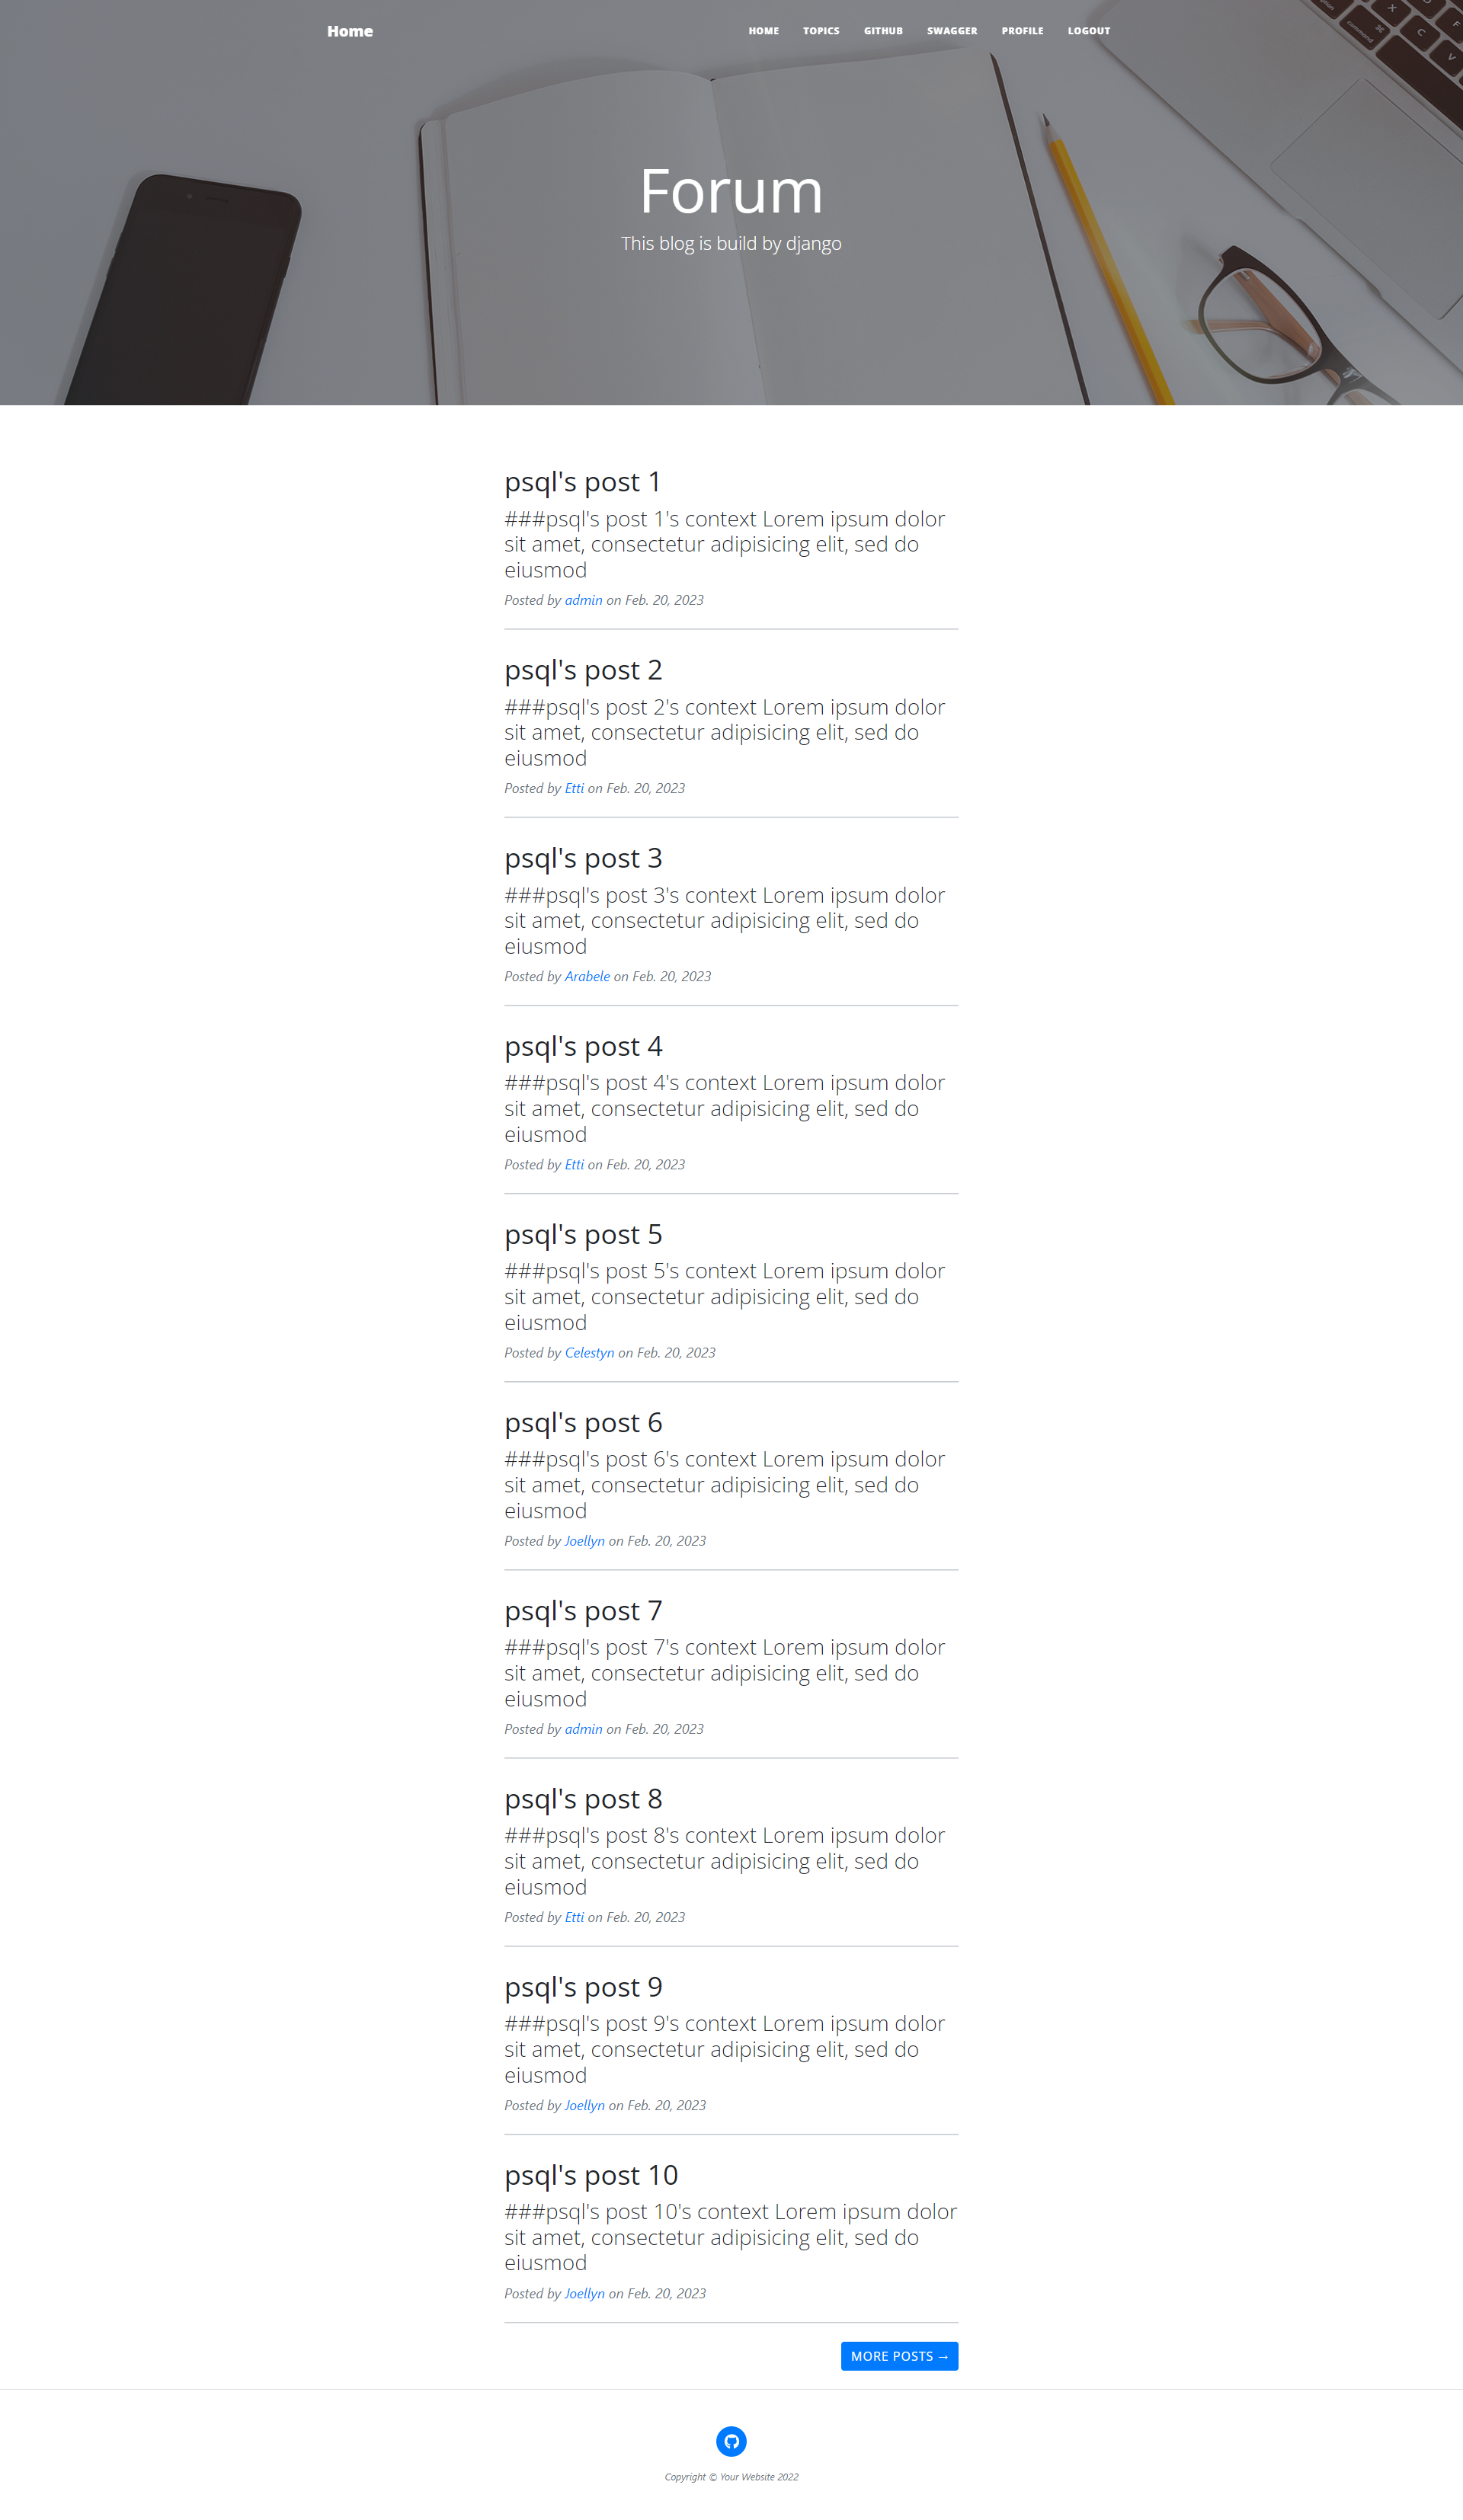 Home
HOME TOPICS GITHUB SWAGGER PROFILE LOGOUT
Forum
This blog is build by django
psql's post 1
###psql's post 1's context Lorem ipsum dolor
sit amet, consectetur adipisicing elit, sed do
eiusmod
Posted by admin on Feb. 20, 2023
psql's post 2
###psql's post 2's context Lorem ipsum dolor
sit amet, consectetur adipisicing elit, sed do
eiusmod
Posted by Etti on Feb. 20, 2023
psql's post 3
###psql's post 3's context Lorem ipsum dolor
sit amet, consectetur adipisicing elit, sed do
eiusmod
Posted by Arabele on Feb. 20, 2023
psql's post 4
###psql's post 4's context Lorem ipsum dolor
sit amet, consectetur adipisicing elit, sed do
eiusmod
Posted by Etti on Feb. 20, 2023
psql's post 5
###psql's post 5's context Lorem ipsum dolor
sit amet, consectetur adipisicing elit, sed do
eiusmod
Posted by Celestyn on Feb. 20, 2023
psql's post 6
###psql's post 6's context Lorem ipsum dolor
sit amet, consectetur adipisicing elit, sed do
eiusmod
Posted by Joellyn on Feb. 20, 2023
psql's post 7
###psql's post 7's context Lorem ipsum dolor
sit amet, consectetur adipisicing elit, sed do
eiusmod
Posted by admin on Feb. 20, 2023
psql's post 8
###psql's post 8's context Lorem ipsum dolor
sit amet, consectetur adipisicing elit, sed do
eiusmod
Posted by Etti on Feb. 20, 2023
psql's post 9
###psql's post 9's context Lorem ipsum dolor
sit amet, consectetur adipisicing elit, sed do
eiusmod
Posted by Joellyn on Feb. 20, 2023
psql's post 10
###psql's post 10's context Lorem ipsum dolor
sit amet, consectetur adipisicing elit, sed do
eiusmod
Posted by Joellyn on Feb. 20, 2023
MORE POSTS →
Copyright © Your Website 2022